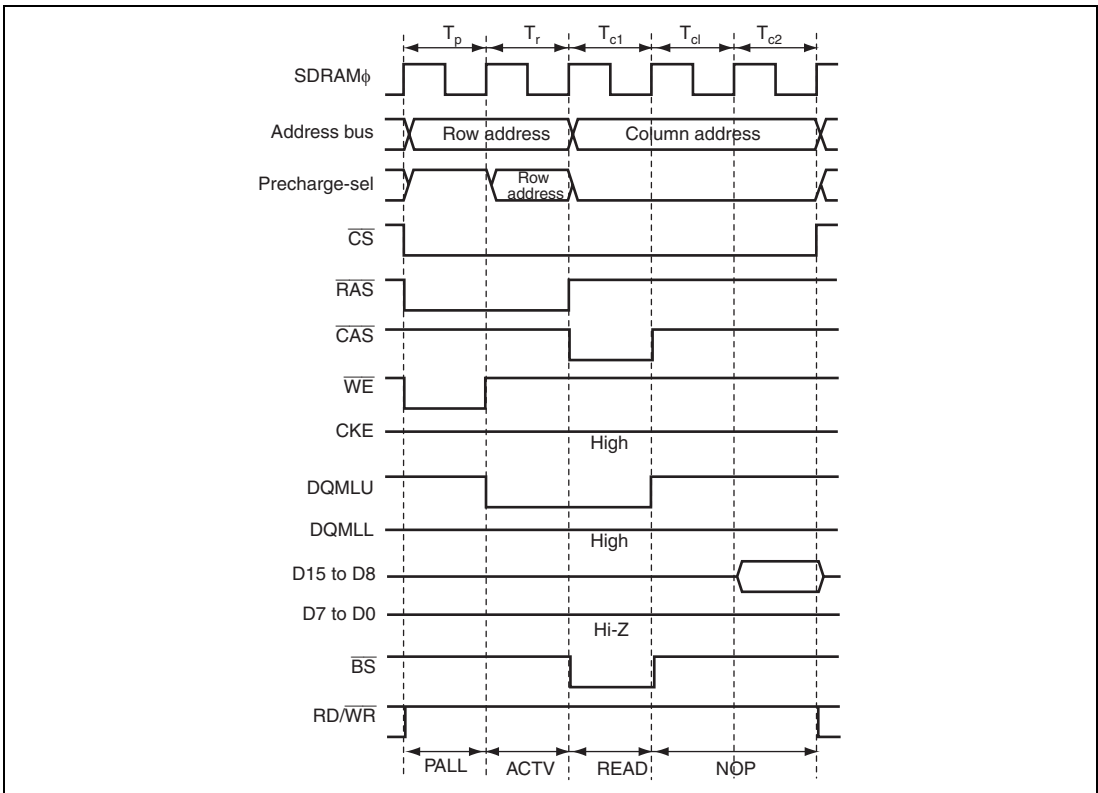 Tp Tr Tc1 Tcl Tc2
SDRAMϕ
Address bus Row address Column address
Precharge-sel Row address
CS
RAS
CAS
WE
CKE High
DQMLU
DQMLL High
D15 to D8
D7 to D0 Hi-Z
BS
RD/WR
PALL ACTV READ NOP